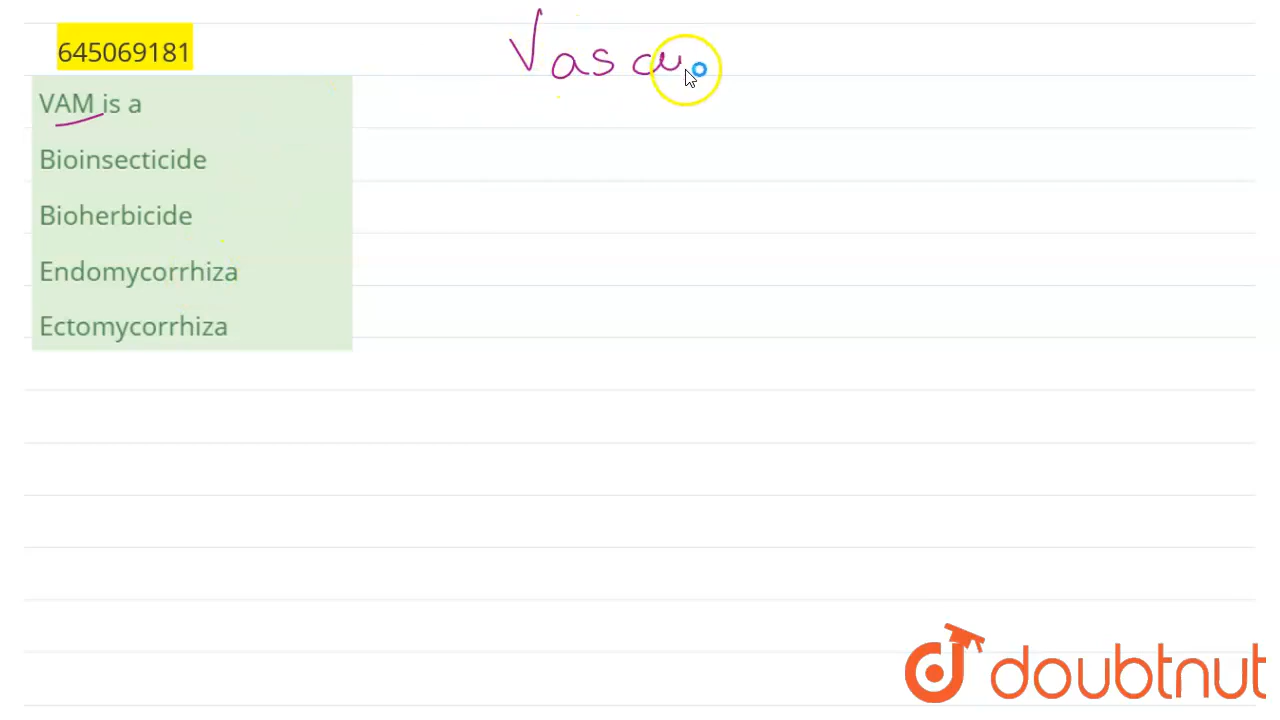 Vascu
645069181
VAM is a
Bioinsecticide
Bioherbicide
Endomycorrhiza
Ectomycorrhiza
doubtnut